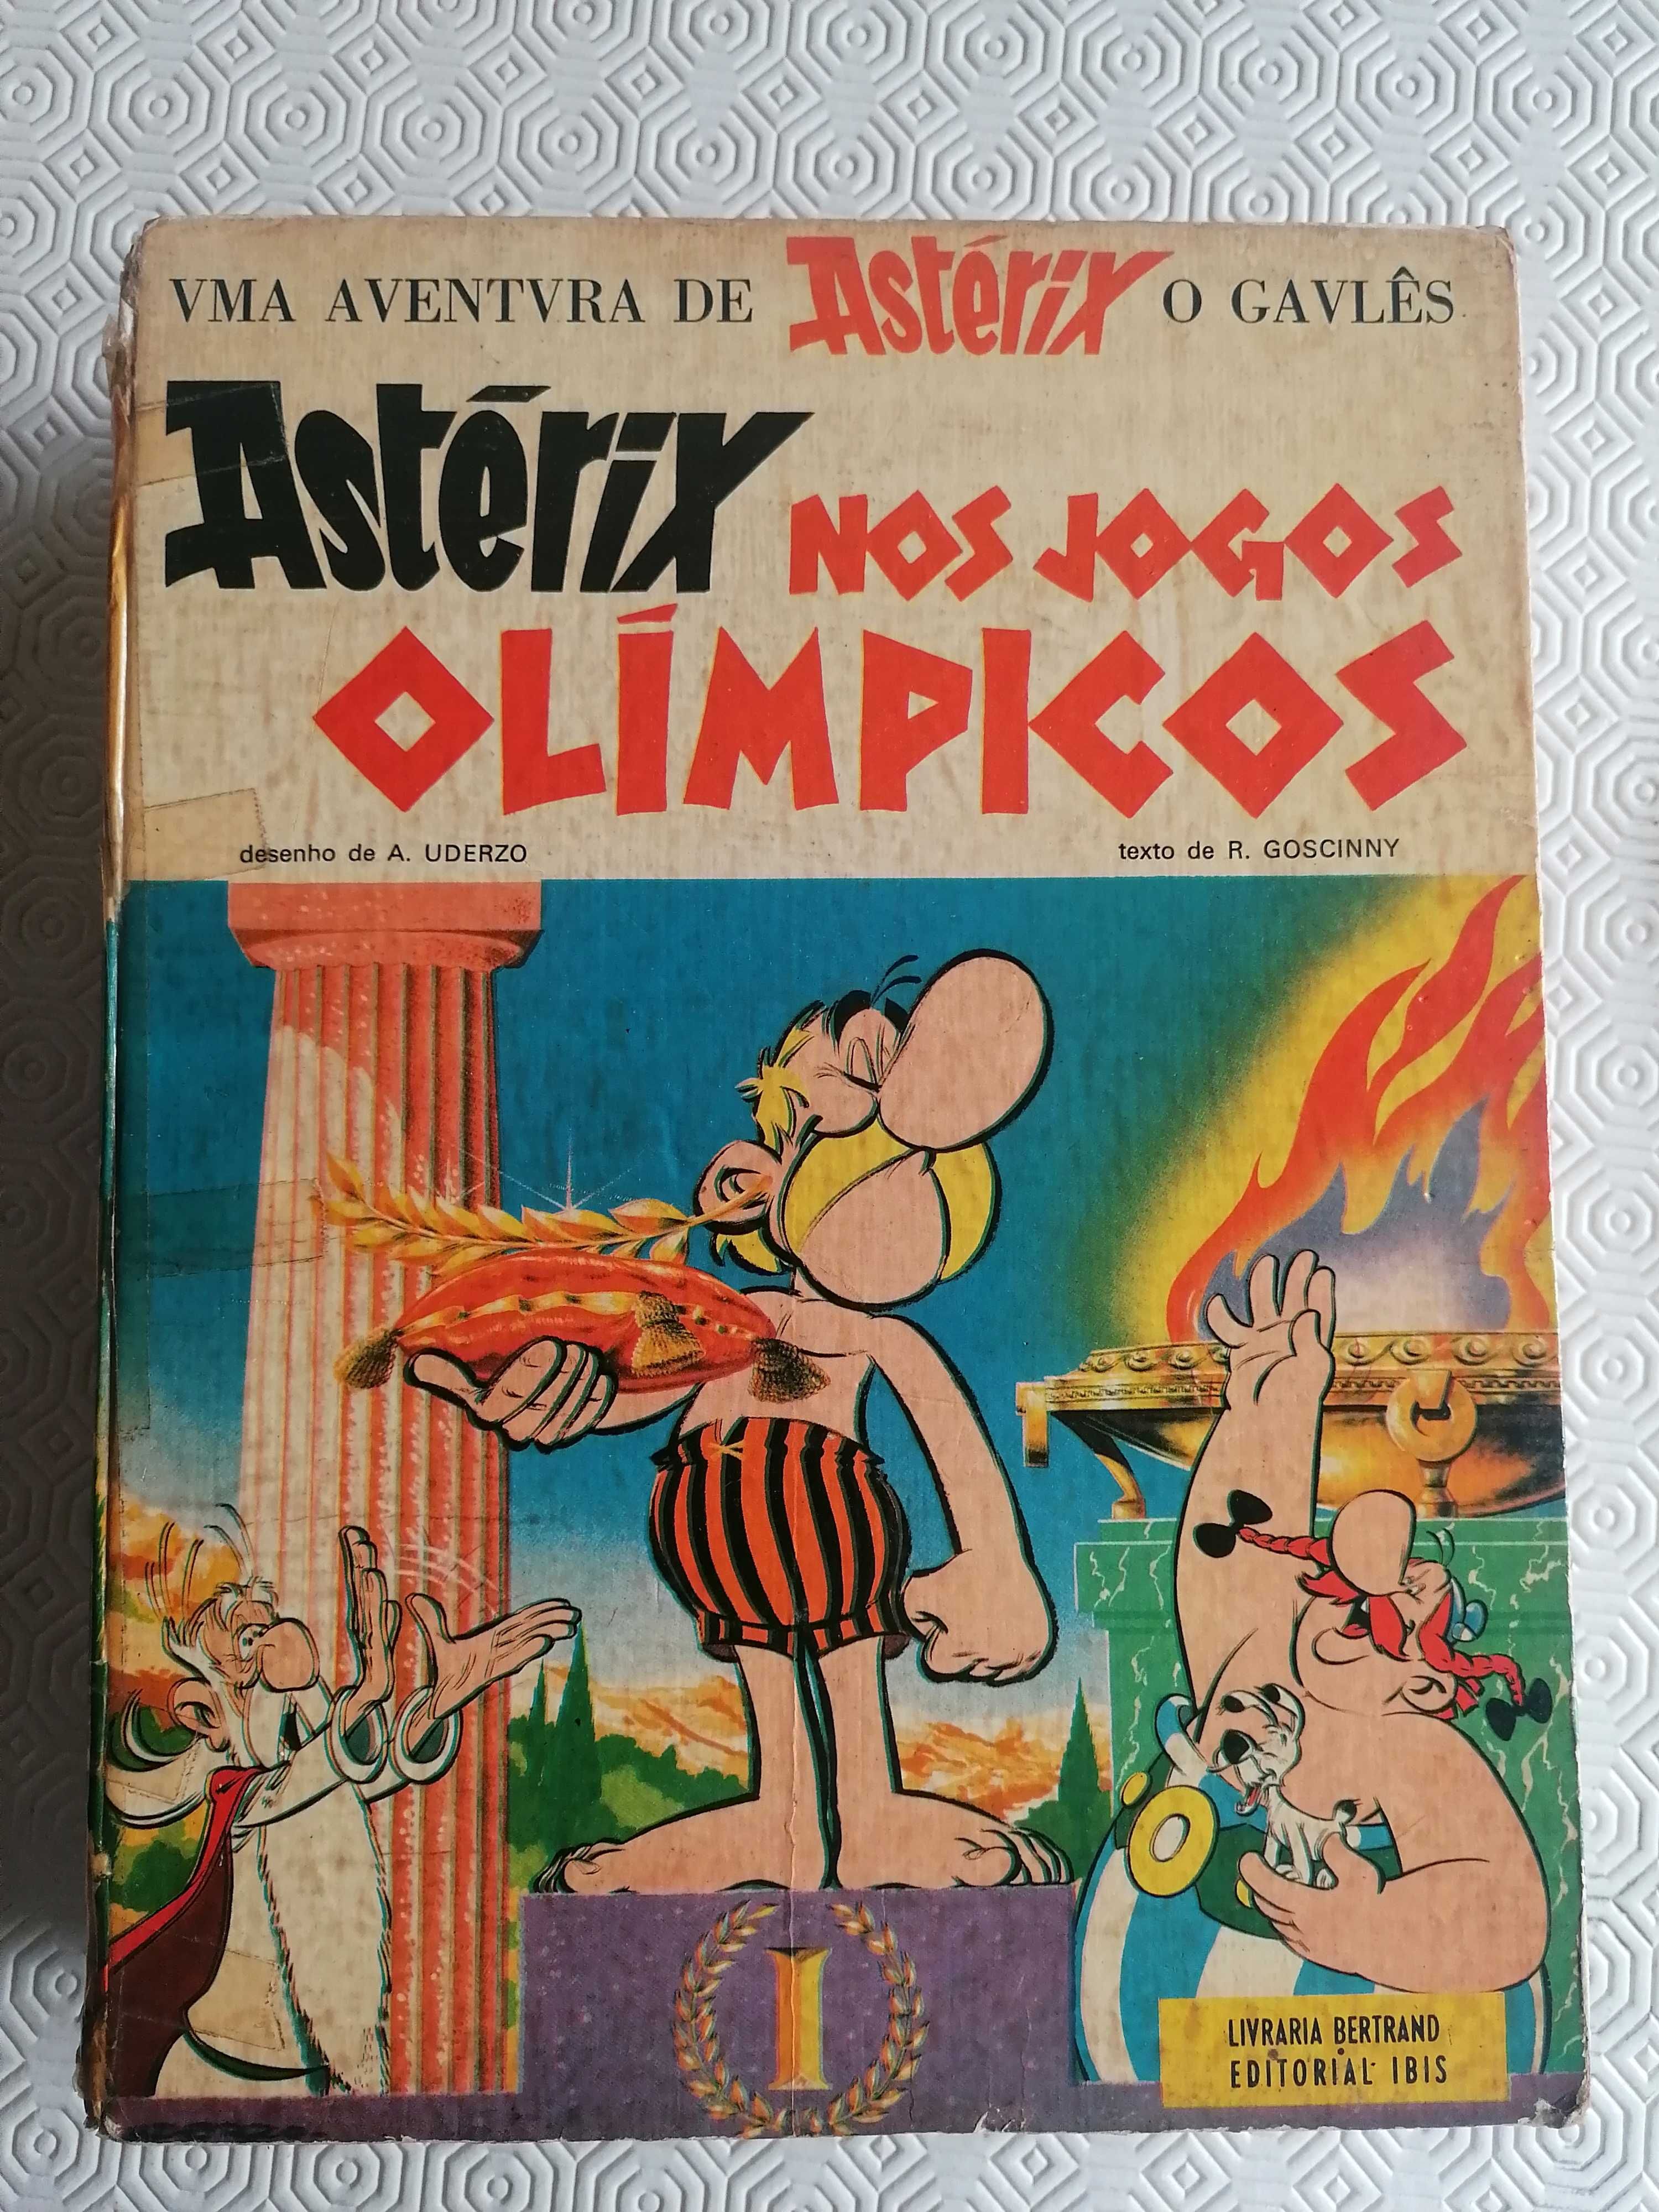 VMA AVENTVRA DE Astérix O GAVLÊS
Astérix NOS JOGOS
OLÍMPICOS
desenho de A. UDERZO texto de R. GOSCINNY
I
LIVRARIA BERTRAND
EDITORIAL IBIS